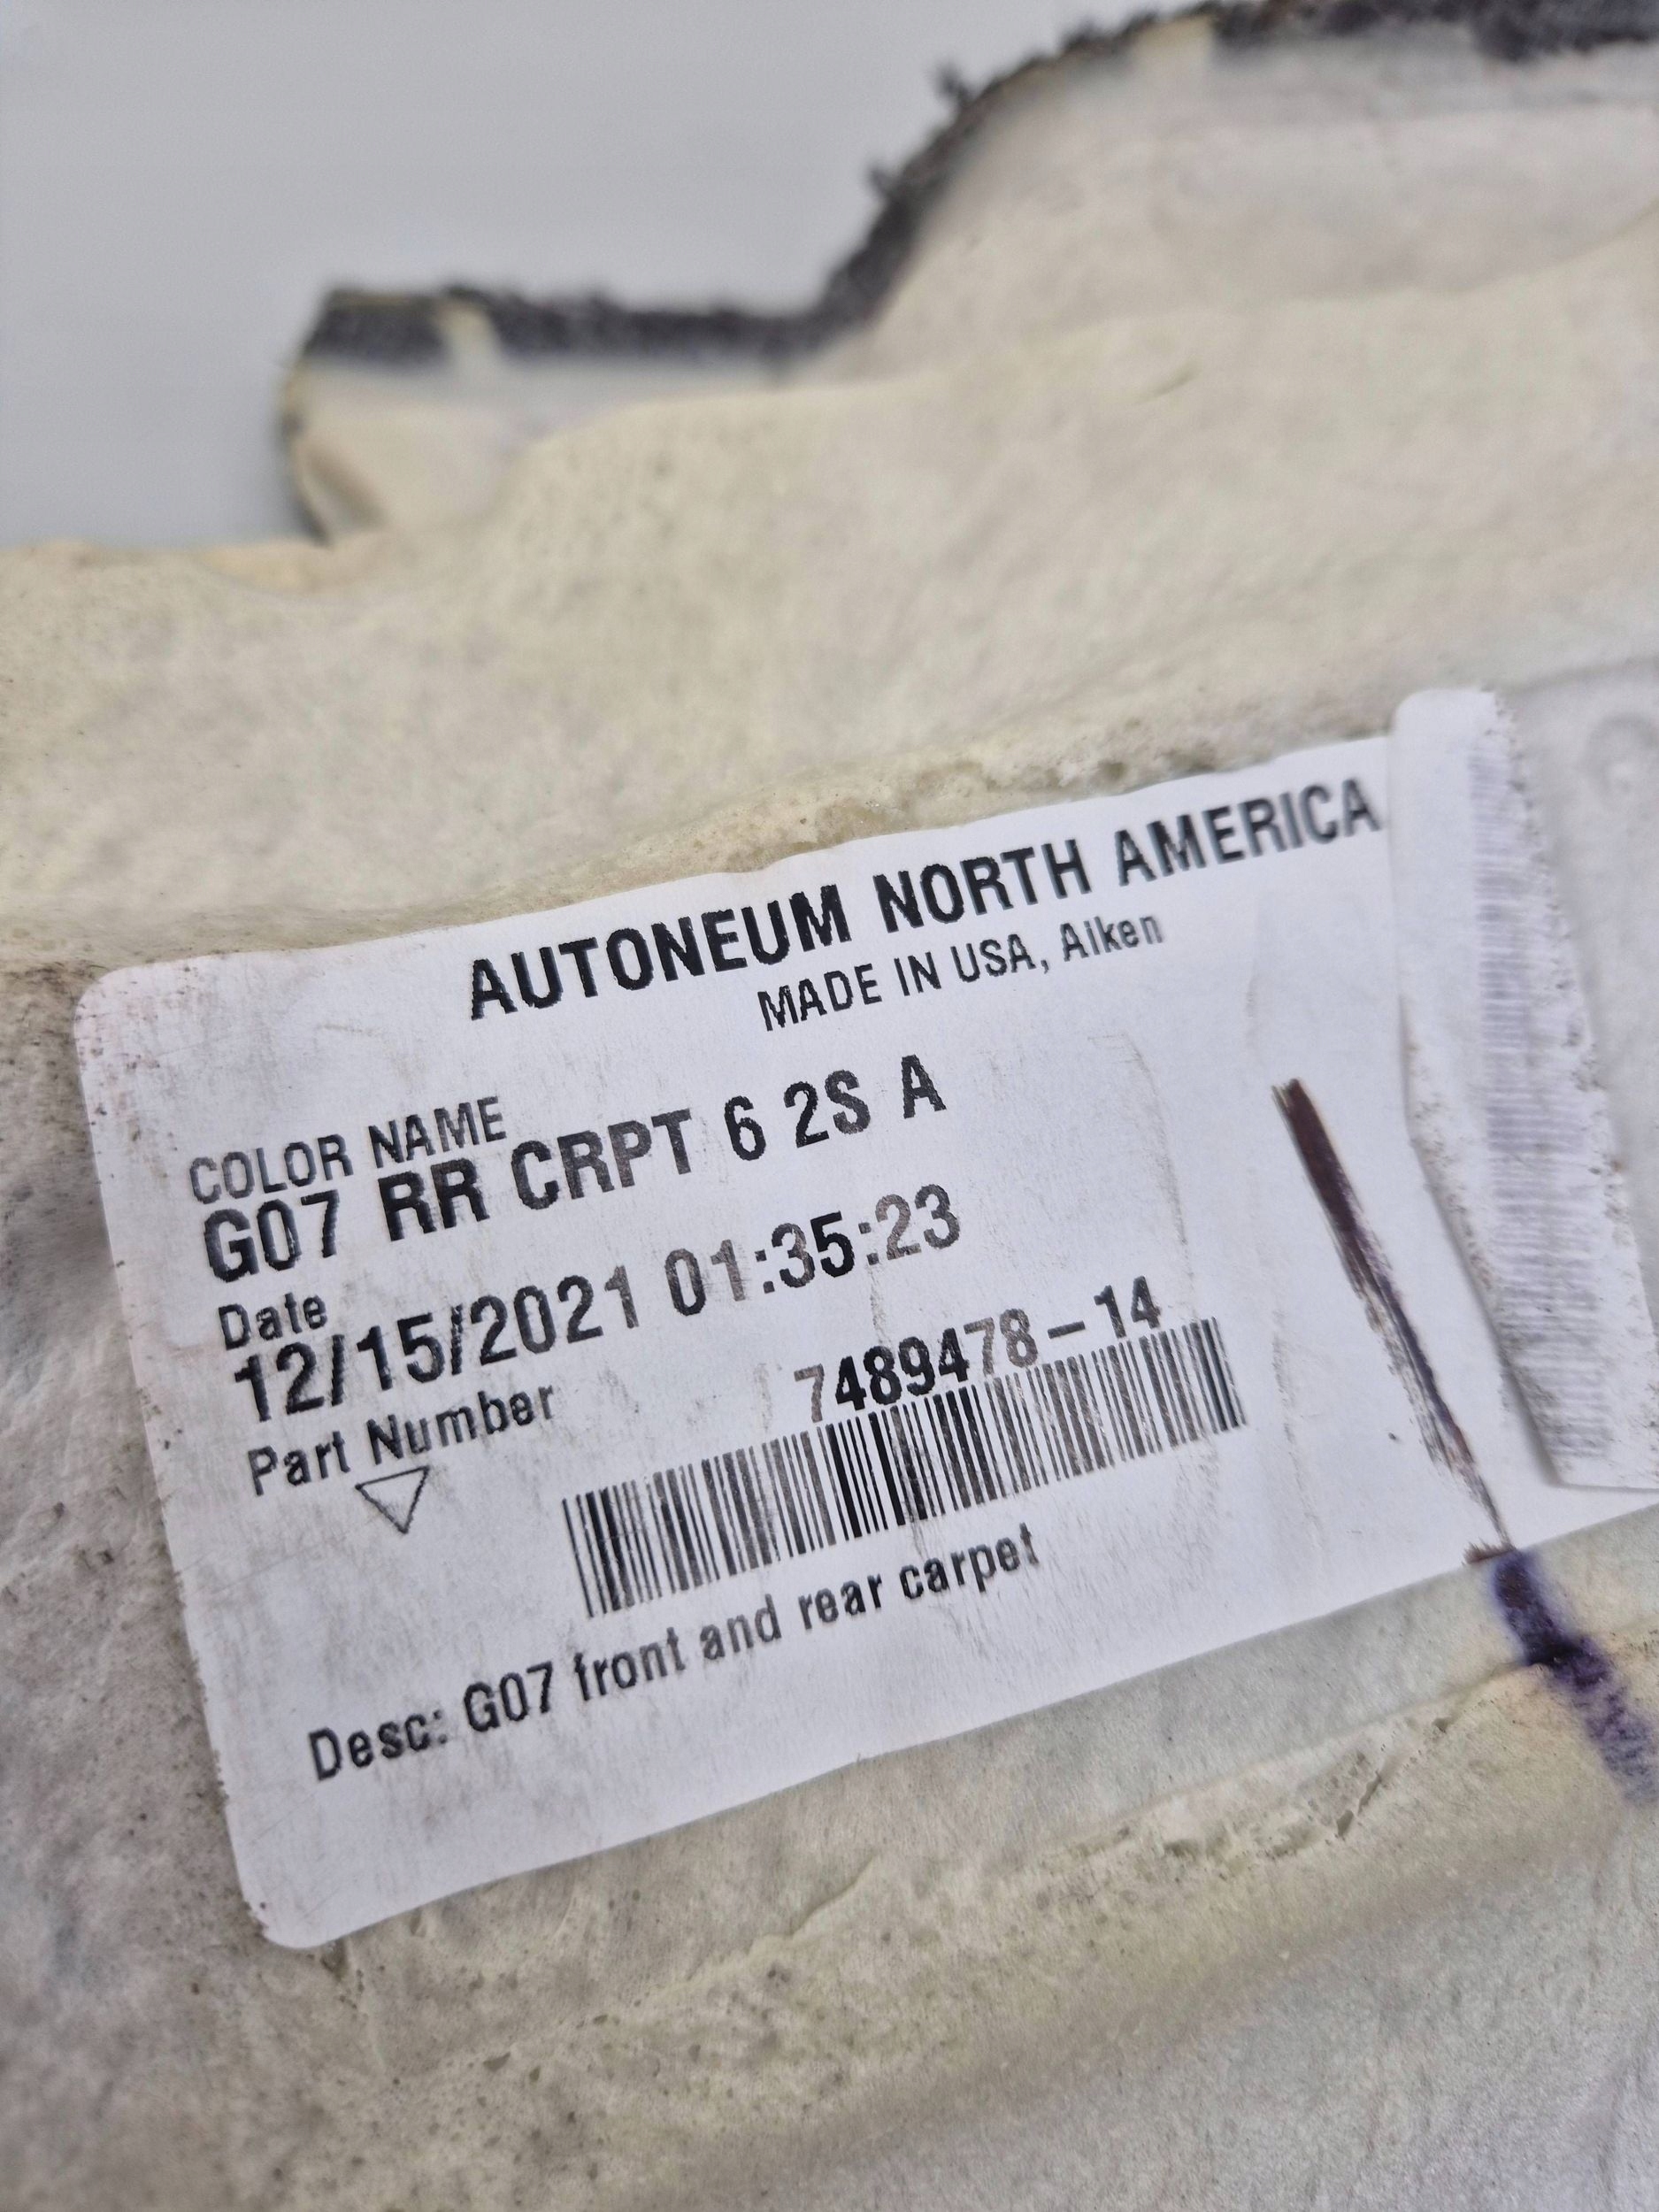 AUTONEUM NORTH AMERICA
MADE IN USA, Aiken
COLOR NAME
G07 RR CRPT 6 2S A
Date
12/15/2021 01:35:23
Part Number
7489478-14
Desc: G07 front and rear carpet